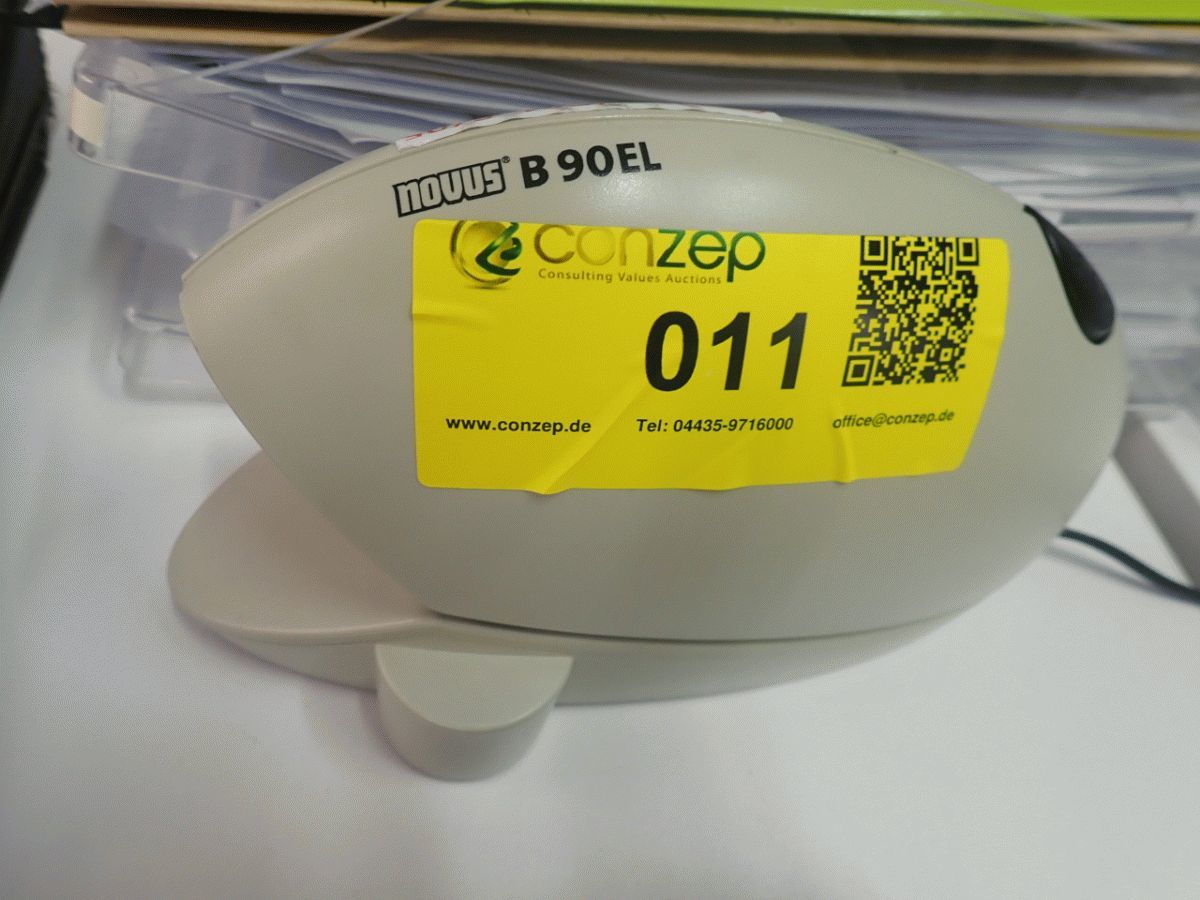 novus® B 90EL
conzep
Consulting Values Auctions
011
www.conzep.de
Tel: 04435-9716000
office@conzep.de